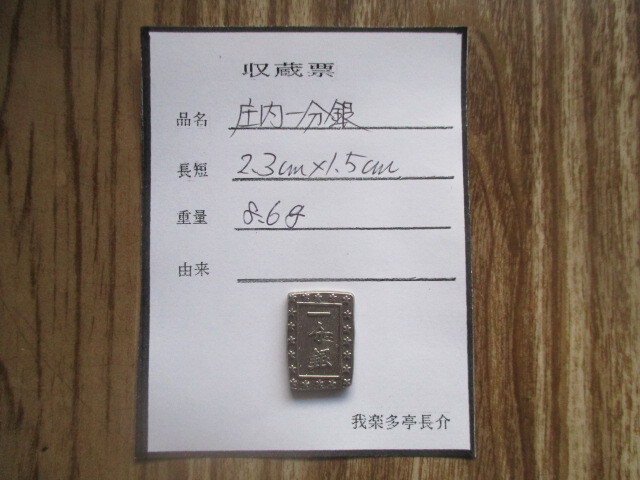 収蔵票
品名 庄内一分銀
長短 2.3cm×1.5cm
重量 8.6g
由来
一分銀
我楽多亭長介